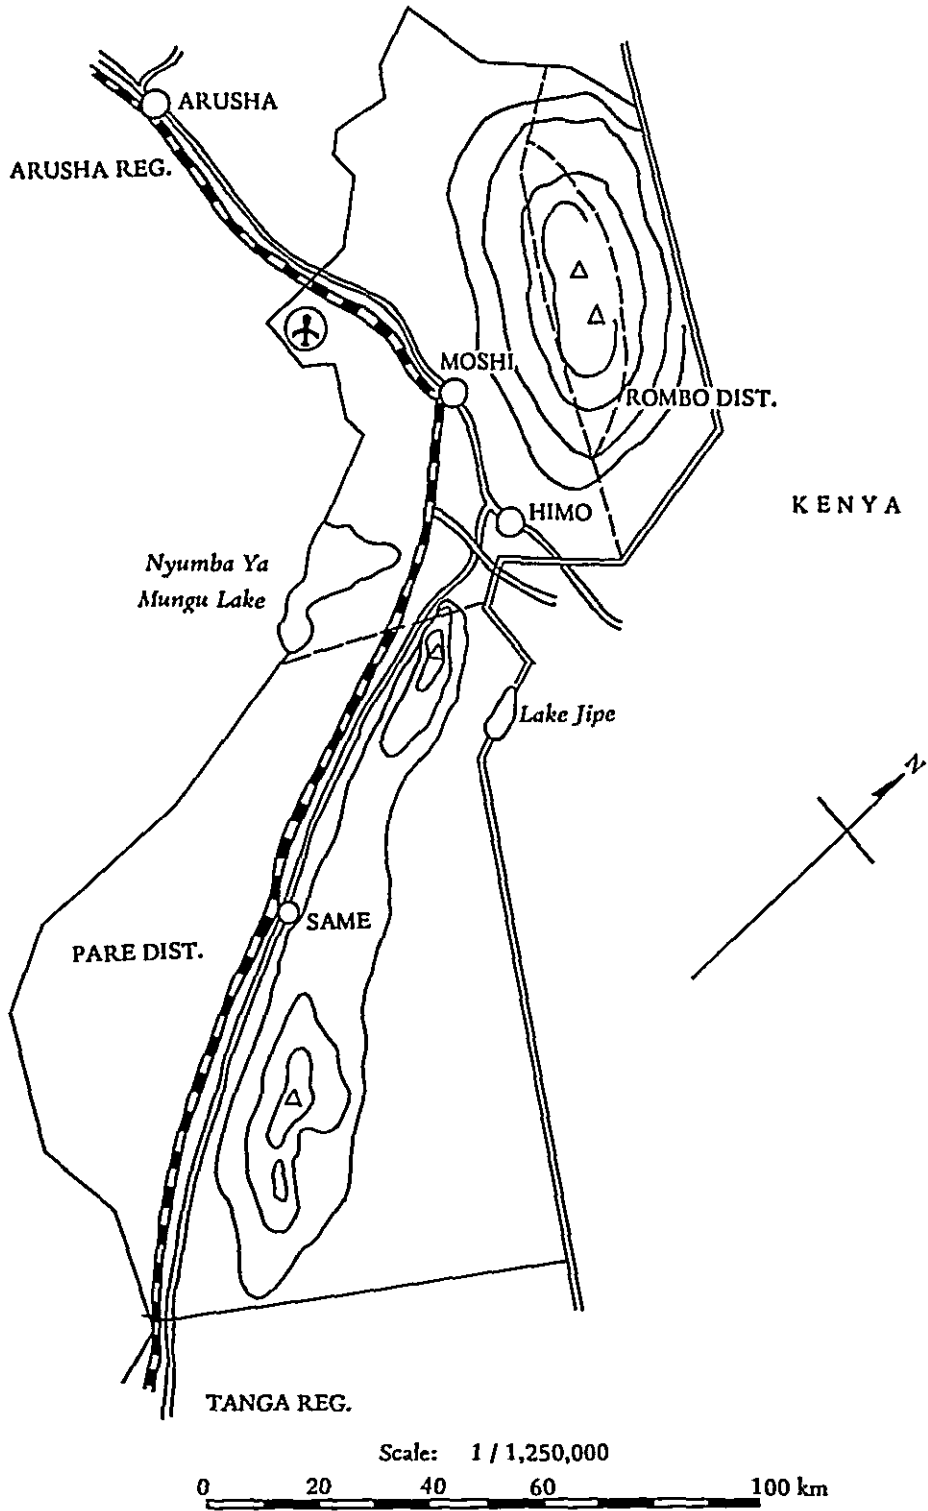 ARUSHA
ARUSHA REG.
MOSHI
ROMBO DIST.
KENYA
HIMO
Nyumba Ya
Mungu Lake
Lake Jipe
N
SAME
PARE DIST.
TANGA REG.
Scale: 1 / 1,250,000
0 20 40 60 100 km